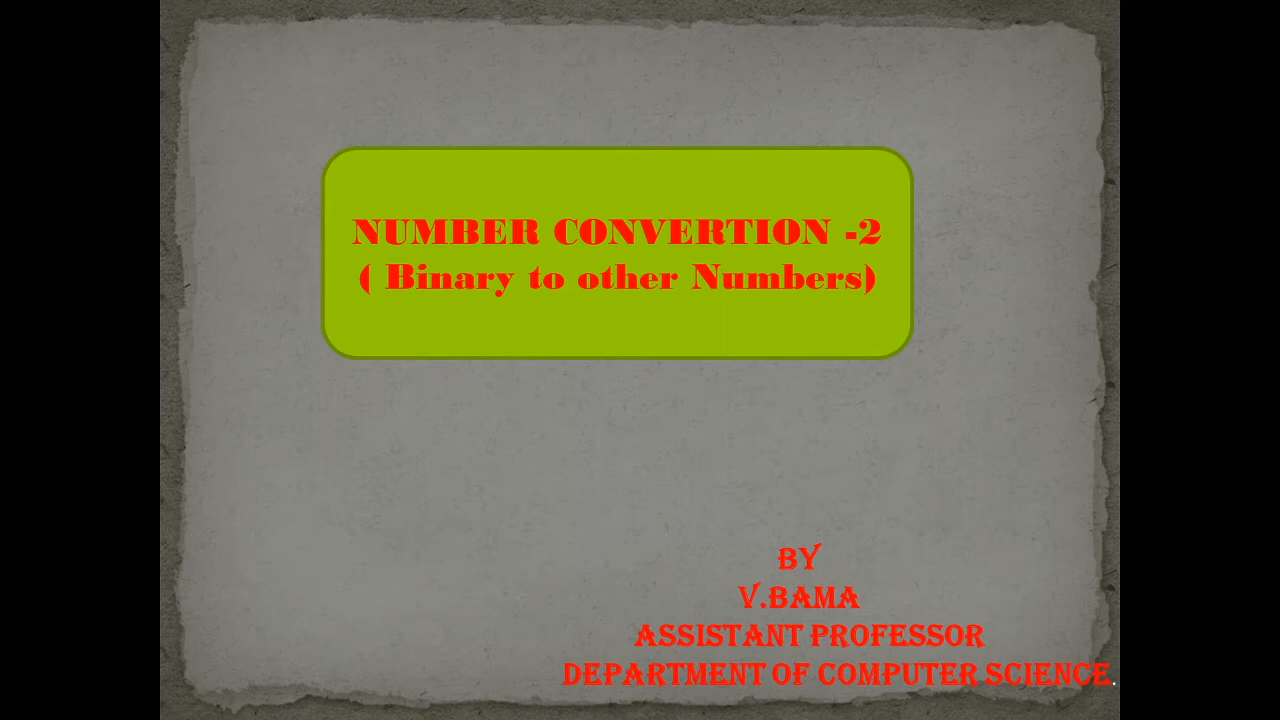 NUMBER CONVERTION -2
( Binary to other Numbers)
BY
V.BAMA
ASSISTANT PROFESSOR
DEPARTMENT OF COMPUTER SCIENCE.